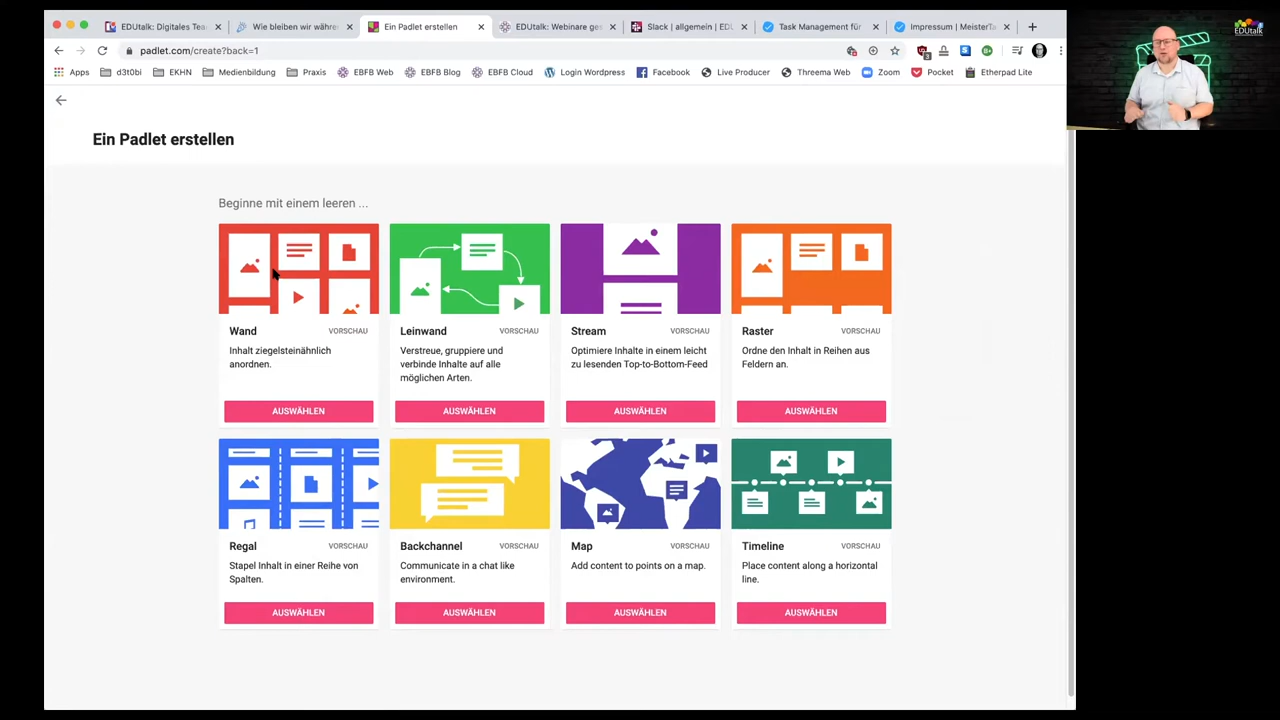 EDUtalk: Digitales Tea
Wie bleiben wir währe
Ein Padlet erstellen
EDUtalk: Webinare ges
Slack | allgemein | EDU
Task Management für
Impressum | MeisterTa
padlet.com/create?back=1
3
Apps
d3t0bi
EKHN
Medienbildung
Praxis
EBFB Web
EBFB Blog
EBFB Cloud
Login Wordpress
Facebook
Live Producer
Threema Web
Zoom
Pocket
Etherpad Lite
EDUtalk
Ein Padlet erstellen
Beginne mit einem leeren ...
Wand
VORSCHAU
Inhalt ziegelsteinähnlich
anordnen.
AUSWÄHLEN
Leinwand
VORSCHAU
Verstreue, gruppiere und
verbinde Inhalte auf alle
möglichen Arten.
AUSWÄHLEN
Stream
VORSCHAU
Optimiere Inhalte in einem leicht
zu lesenden Top-to-Bottom-Feed
AUSWÄHLEN
Raster
VORSCHAU
Ordne den Inhalt in Reihen aus
Feldern an.
AUSWÄHLEN
Regal
VORSCHAU
Stapel Inhalt in einer Reihe von
Spalten.
AUSWÄHLEN
Backchannel
VORSCHAU
Communicate in a chat like
environment.
AUSWÄHLEN
Map
VORSCHAU
Add content to points on a map.
AUSWÄHLEN
Timeline
VORSCHAU
Place content along a horizontal
line.
AUSWÄHLEN